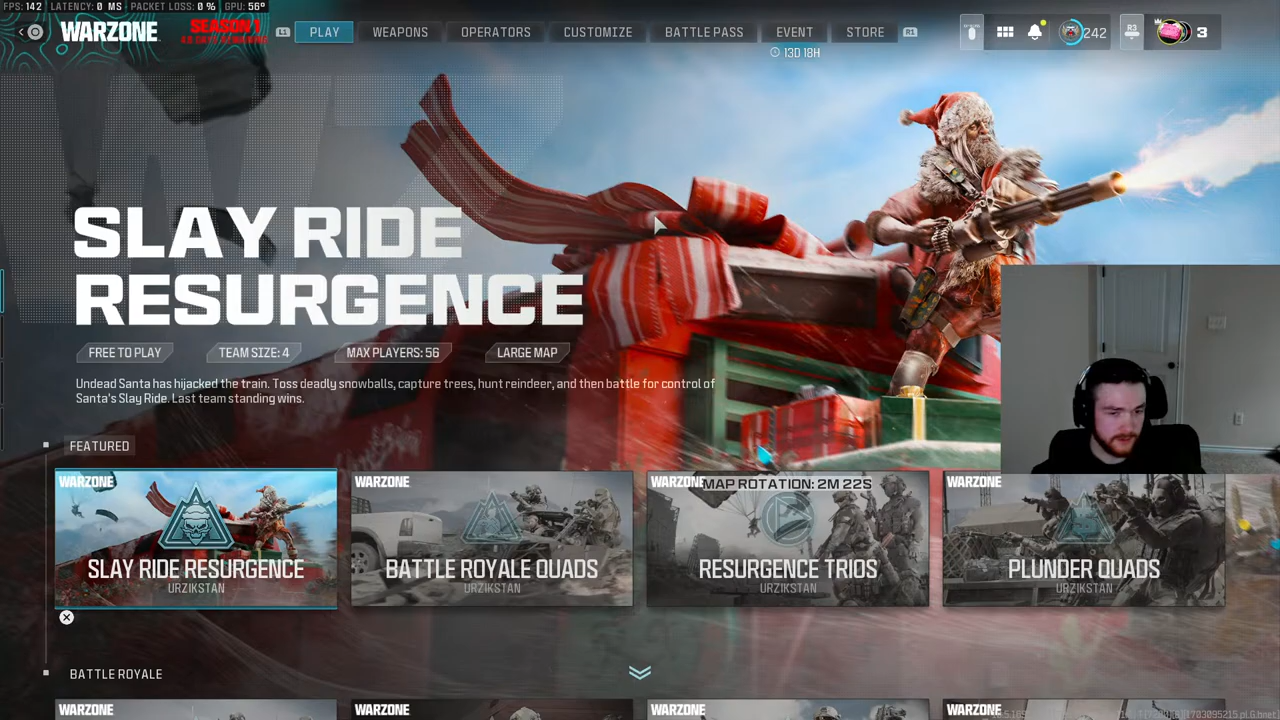 FPS: 142 LATENCY: 0 MS PACKET LOSS: 0 % GPU: 56°
WARZONE
SEASON 1
L1
PLAY
WEAPONS
OPERATORS
CUSTOMIZE
BATTLE PASS
EVENT
STORE
R1
R3
242
3
13D 18H
SLAY RIDE
RESURGENCE
FREE TO PLAY
TEAM SIZE: 4
MAX PLAYERS: 56
LARGE MAP
Undead Santa has hijacked the train. Toss deadly snowballs, capture trees, hunt reindeer, and then battle for control of
Santa's Slay Ride. Last team standing wins.
FEATURED
WARZONE
SLAY RIDE RESURGENCE
URZIKSTAN
WARZONE
BATTLE ROYALE QUADS
URZIKSTAN
WARZONE
MAP ROTATION: 2M 22S
RESURGENCE TRIOS
URZIKSTAN
WARZONE
PLUNDER QUADS
URZIKSTAN
BATTLE ROYALE
WARZONE
WARZONE
WARZONE
WARZONE